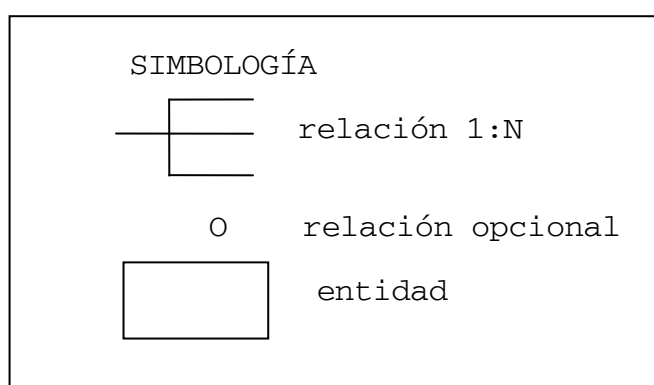 SIMBOLOGÍA
relación 1:N
O relación opcional
entidad